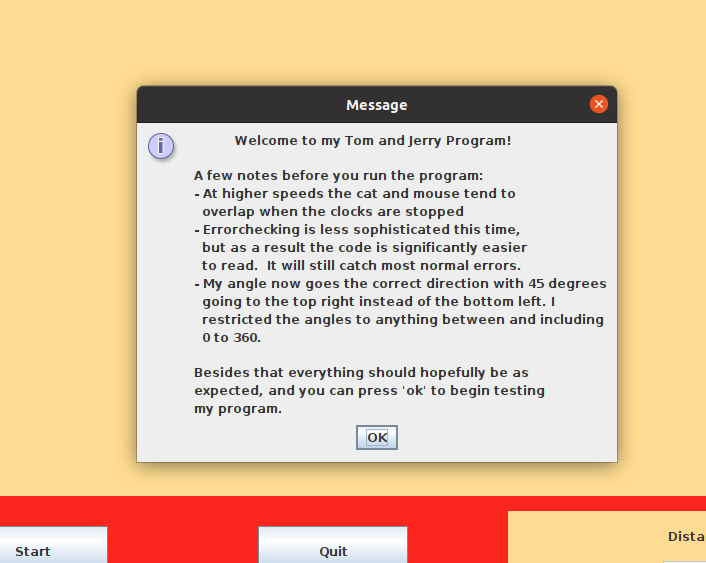 Message
Welcome to my Tom and Jerry Program!
A few notes before you run the program:
- At higher speeds the cat and mouse tend to
overlap when the clocks are stopped
- Errorchecking is less sophisticated this time,
but as a result the code is significantly easier
to read.  It will still catch most normal errors.
- My angle now goes the correct direction with 45 degrees
going to the top right instead of the bottom left. I
restricted the angles to anything between and including
0 to 360.
Besides that everything should hopefully be as
expected, and you can press 'ok' to begin testing
my program.
OK
Dista
Start
Quit